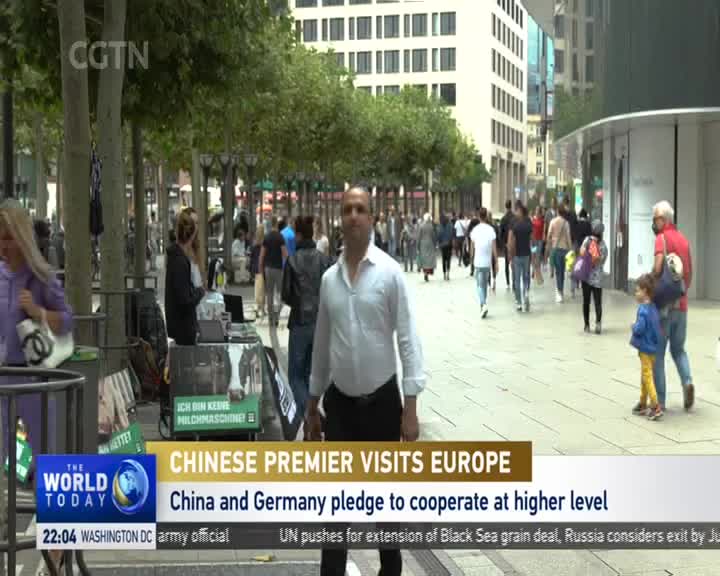 CGTN
ICH BIN KEINE
MILCHMASCHINE!
CHINESE PREMIER VISITS EUROPE
THE
WORLD
TODAY
China and Germany pledge to cooperate at higher level
22:04 WASHINGTON DC
army official UN pushes for extension of Black Sea grain deal, Russia considers exit by Ju